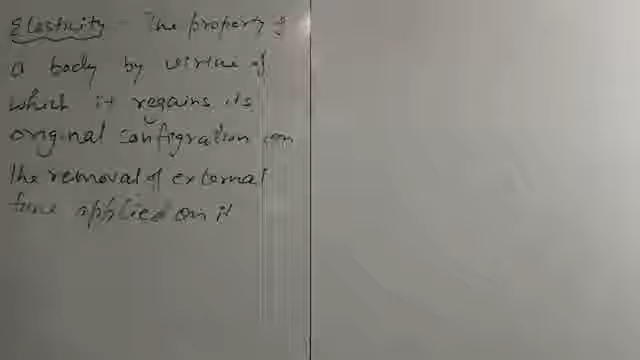 Elasticity - The property of
a body by virtue of
which it regains its
original configration on
the removal of external
force applied on it